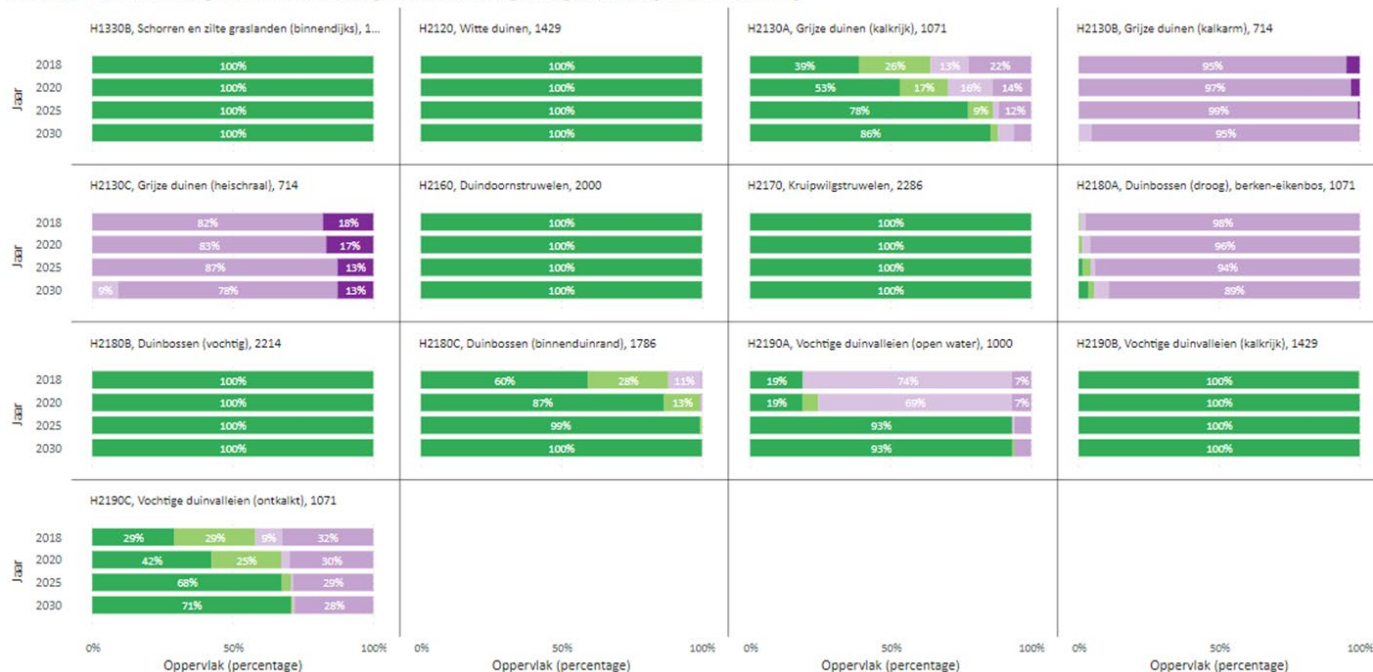 H1330B, Schorren en zilte graslanden (binnendijks), 1...
H2120, Witte duinen, 1429
H2130A, Grijze duinen (kalkrijk), 1071
H2130B, Grijze duinen (kalkarm), 714
Jaar
2018 100% 100% 39% 26% 13% 22% 95%
2020 100% 100% 53% 17% 16% 14% 97%
2025 100% 100% 78% 9% 12% 99%
2030 100% 100% 86% 95%
H2130C, Grijze duinen (heischraal), 714
H2160, Duindoornstruwelen, 2000
H2170, Kruipwilgstruwelen, 2286
H2180A, Duinbossen (droog), berken-eikenbos, 1071
Jaar
2018 82% 18% 100% 100% 98%
2020 83% 17% 100% 100% 96%
2025 87% 13% 100% 100% 94%
2030 9% 78% 13% 100% 100% 89%
H2180B, Duinbossen (vochtig), 2214
H2180C, Duinbossen (binnenduinrand), 1786
H2190A, Vochtige duinvalleien (open water), 1000
H2190B, Vochtige duinvalleien (kalkrijk), 1429
Jaar
2018 100% 60% 28% 11% 19% 74% 7% 100%
2020 100% 87% 13% 19% 69% 7% 100%
2025 100% 99% 93% 100%
2030 100% 100% 93% 100%
H2190C, Vochtige duinvalleien (ontkalkt), 1071
Jaar
2018 29% 29% 9% 32%
2020 42% 25% 30%
2025 68% 29%
2030 71% 28%
0% 50% 100% 0% 50% 100% 0% 50% 100% 0% 50% 100%
Oppervlak (percentage) Oppervlak (percentage) Oppervlak (percentage) Oppervlak (percentage)